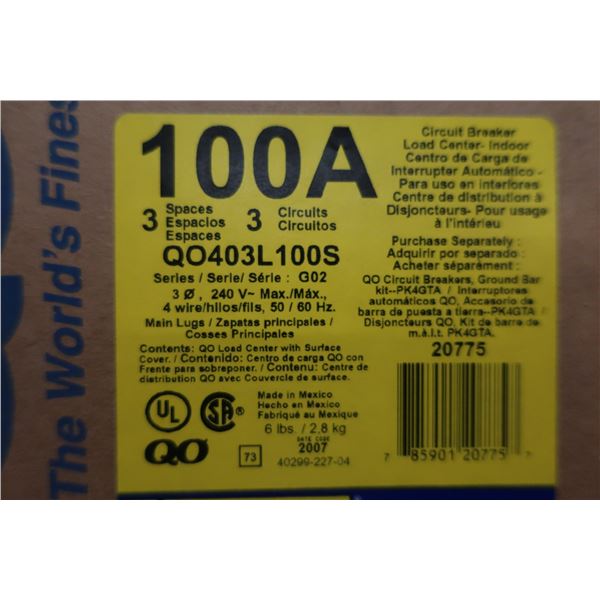 The World's Fines
100A
3 Spaces Espacios Espaces 3 Circuits Circuitos
QO403L100S
Series / Serie/ Série : G02
3 Ø , 240 V~ Max./Máx.,
4 wire/hilos/fils, 50 / 60 Hz.
Main Lugs / Zapatas principales /
Cosses Principales
Contents: QO Load Center with Surface
Cover. / Contenido: Centro de carga QO con
Frente para sobreponer. / Contenu: Centre de
distribution QO avec Couvercle de surface.
UL
SA
®
Made in Mexico
Hecho en Mexico
Fabriqué au Mexique
6 lbs. / 2,8 kg
DATE CODE
2007
QO
73
40299-227-04
Circuit Breaker
Load Center- Indoor
Centro de Carga de
Interrupter Automático -
Para uso en interiores
Centre de distribution à
Disjoncteurs- Pour usage
à l'intérieu
Purchase Separately :
Adquirir por separado :
Acheter séparément :
QO Circuit Breakers, Ground Bar
kit--PK4GTA / Interruptores
automáticos QO, Accesorio de
barra de puesta a tierra--PK4GTA /
Disjoncteurs QO, Kit de barre de
m.à.l.t. PK4GTA.
20775
7 85901 20775 7